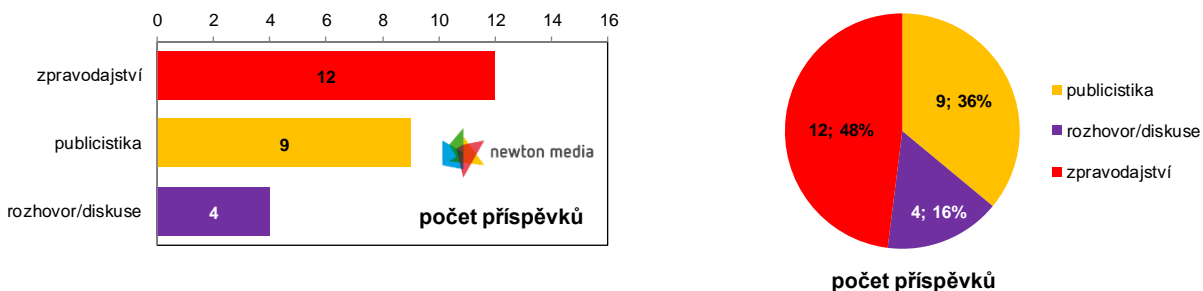 0 2 4 6 8 10 12 14 16
zpravodajství
12
publicistika
9
newton media
rozhovor/diskuse
4
počet příspěvků
9; 36%
12; 48%
4; 16%
publicistika
rozhovor/diskuse
zpravodajství
počet příspěvků